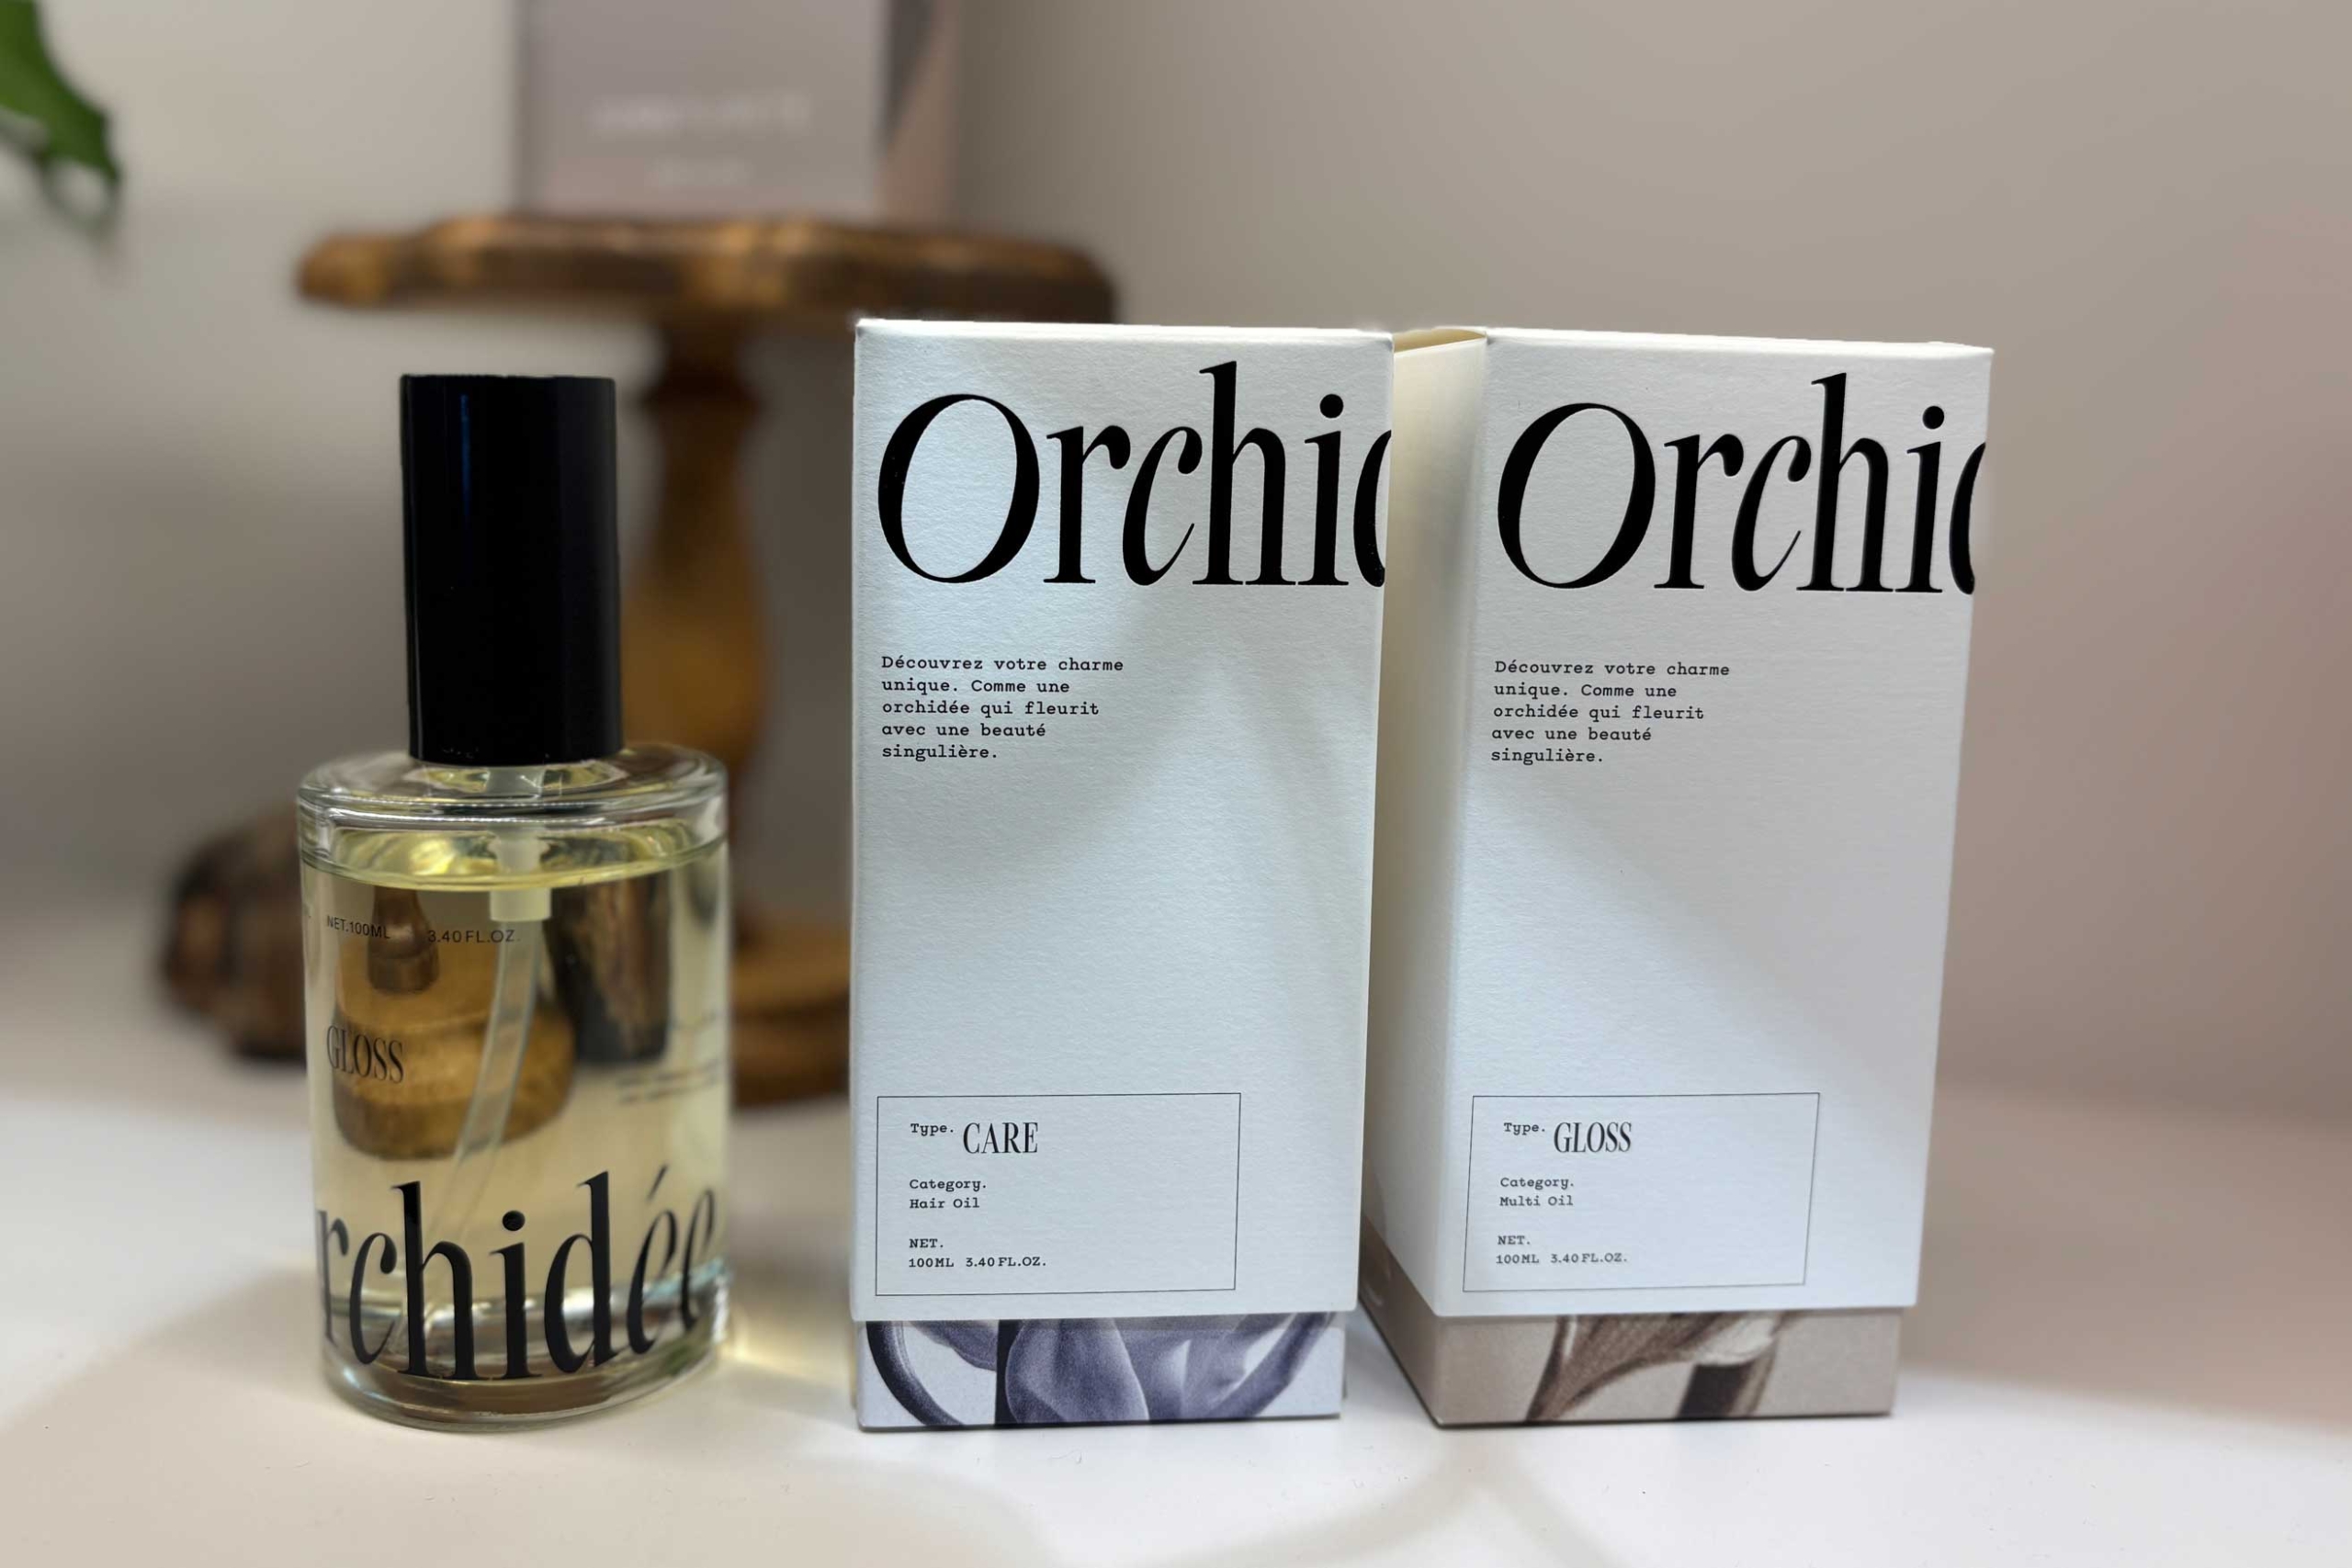 NET:100ML 3.40 FL.OZ.
GLOSS
rchidée
Orchid
Découvrez votre charme
unique. Comme une
orchidée qui fleurit
avec une beauté
singulière.
Type. CARE
Category.
Hair Oil
NET.
100ML 3.40 FL.OZ.
Orchid
Découvrez votre charme
unique. Comme une
orchidée qui fleurit
avec une beauté
singulière.
Type. GLOSS
Category.
Multi Oil
NET.
100ML 3.40 FL.OZ.